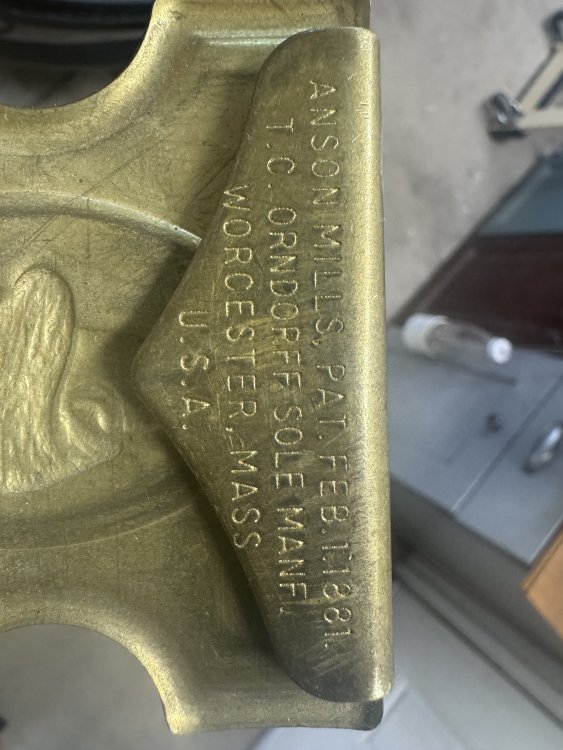 ANSON MILLS, PAT. FEB. 1.1881.
T.C. ORNDORFF SOLE MANF.
WORCESTER, MASS
U.S.A.